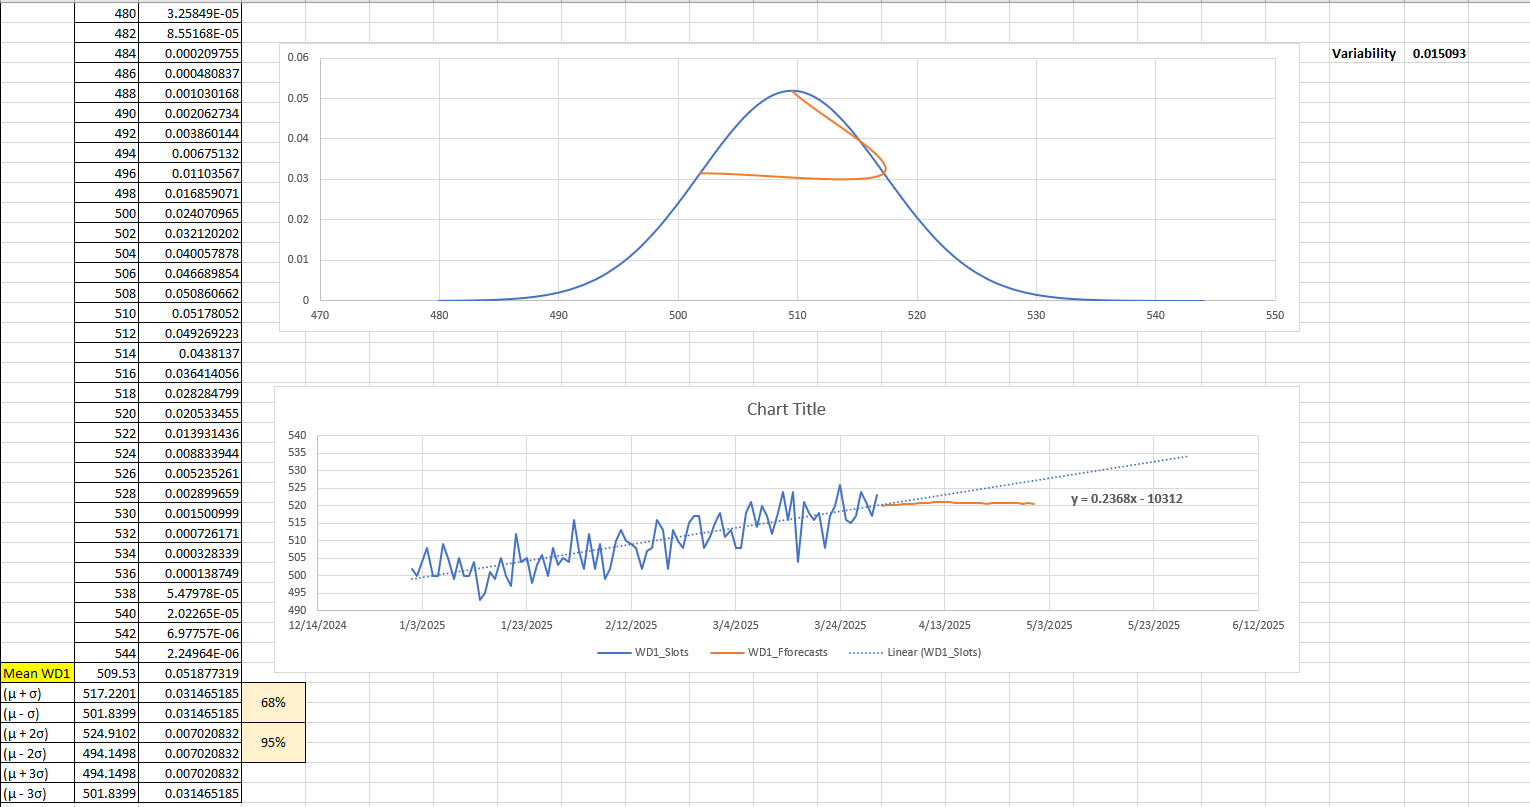 480 3.25849E-05
482 8.55168E-05
484 0.000209755
486 0.000480837
488 0.001030168
490 0.002062734
492 0.003860144
494 0.00675132
496 0.01103567
498 0.016859071
500 0.024070965
502 0.032120202
504 0.040057878
506 0.046689854
508 0.050860662
510 0.05178052
512 0.049269223
514 0.0438137
516 0.036414056
518 0.028284799
520 0.020533455
522 0.013931436
524 0.008833944
526 0.005235261
528 0.002899659
530 0.001500999
532 0.000726171
534 0.000328339
536 0.000138749
538 5.47978E-05
540 2.02265E-05
542 6.97757E-06
544 2.24964E-06
Mean WD1 509.53 0.051877319
(μ + σ) 517.2201 0.031465185
68%
(μ - σ) 501.8399 0.031465185
(μ + 2σ) 524.9102 0.007020832
95%
(μ - 2σ) 494.1498 0.007020832
(μ + 3σ) 494.1498 0.007020832
(μ - 3σ) 501.8399 0.031465185
0.06
0.05
0.04
0.03
0.02
0.01
0
470 480 490 500 510 520 530 540 550
Variability 0.015093
Chart Title
540
535
530
525
520
515
510
505
500
495
490
y = 0.2368x - 10312
12/14/2024 1/3/2025 1/23/2025 2/12/2025 3/4/2025 3/24/2025 4/13/2025 5/3/2025 5/23/2025 6/12/2025
WD1_Slots WD1_Fforecasts Linear (WD1_Slots)